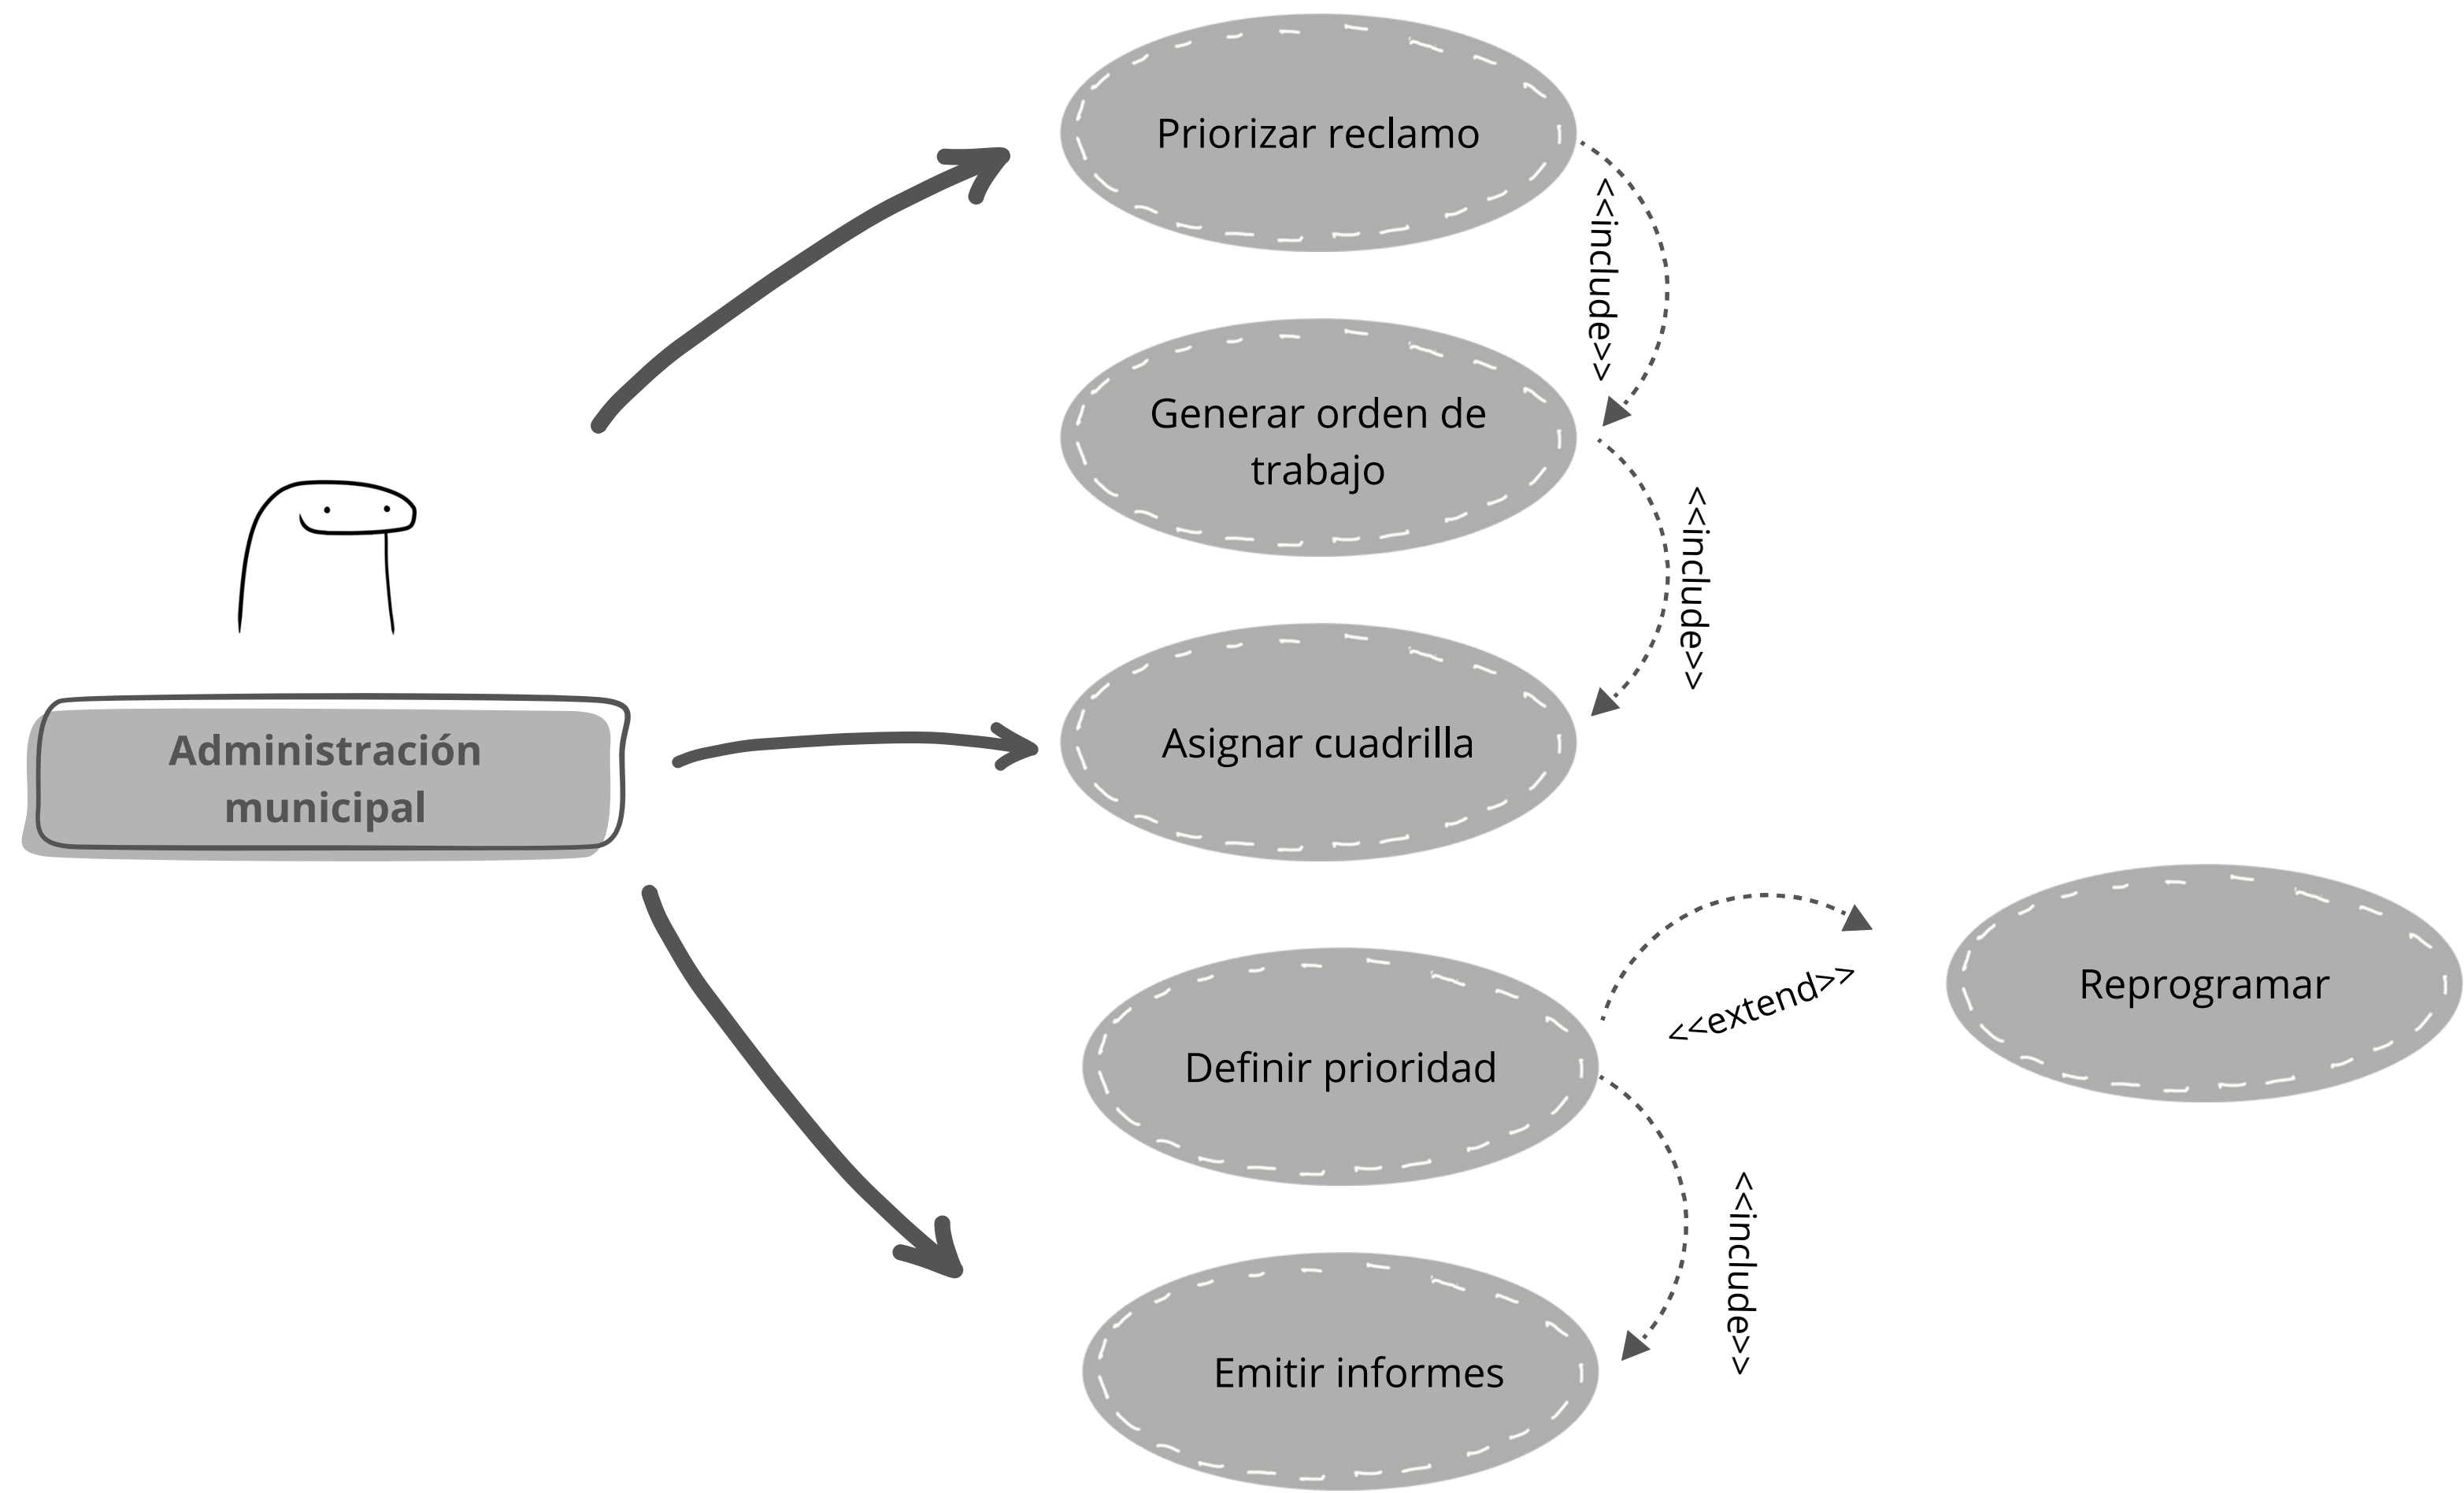 Priorizar reclamo
<<include>>
Generar orden de
trabajo
<<include>>
Administración
municipal
Asignar cuadrilla
Reprogramar
<<extend>>
Definir prioridad
<<include>>
Emitir informes